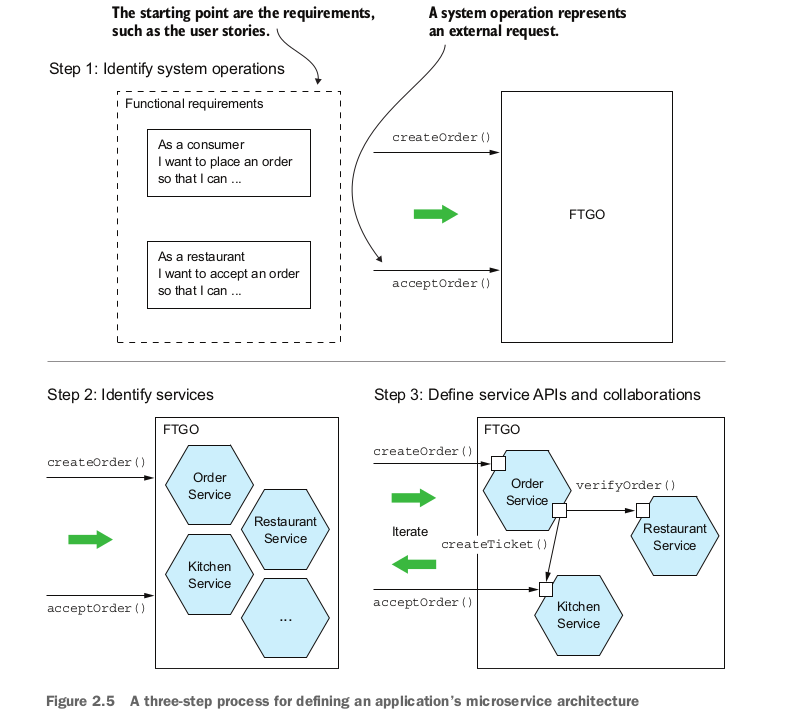 The starting point are the requirements,
such as the user stories.
A system operation represents
an external request.
Step 1: Identify system operations
Functional requirements
As a consumer
I want to place an order
so that I can ...
As a restaurant
I want to accept an order
so that I can ...
createOrder()
FTGO
acceptOrder()
Step 2: Identify services
FTGO
createOrder()
Order
Service
Restaurant
Service
Kitchen
Service
...
acceptOrder()
Step 3: Define service APIs and collaborations
FTGO
createOrder()
Order
Service
verifyOrder()
Restaurant
Service
Iterate
createTicket()
acceptOrder()
Kitchen
Service
Figure 2.5 A three-step process for defining an application's microservice architecture